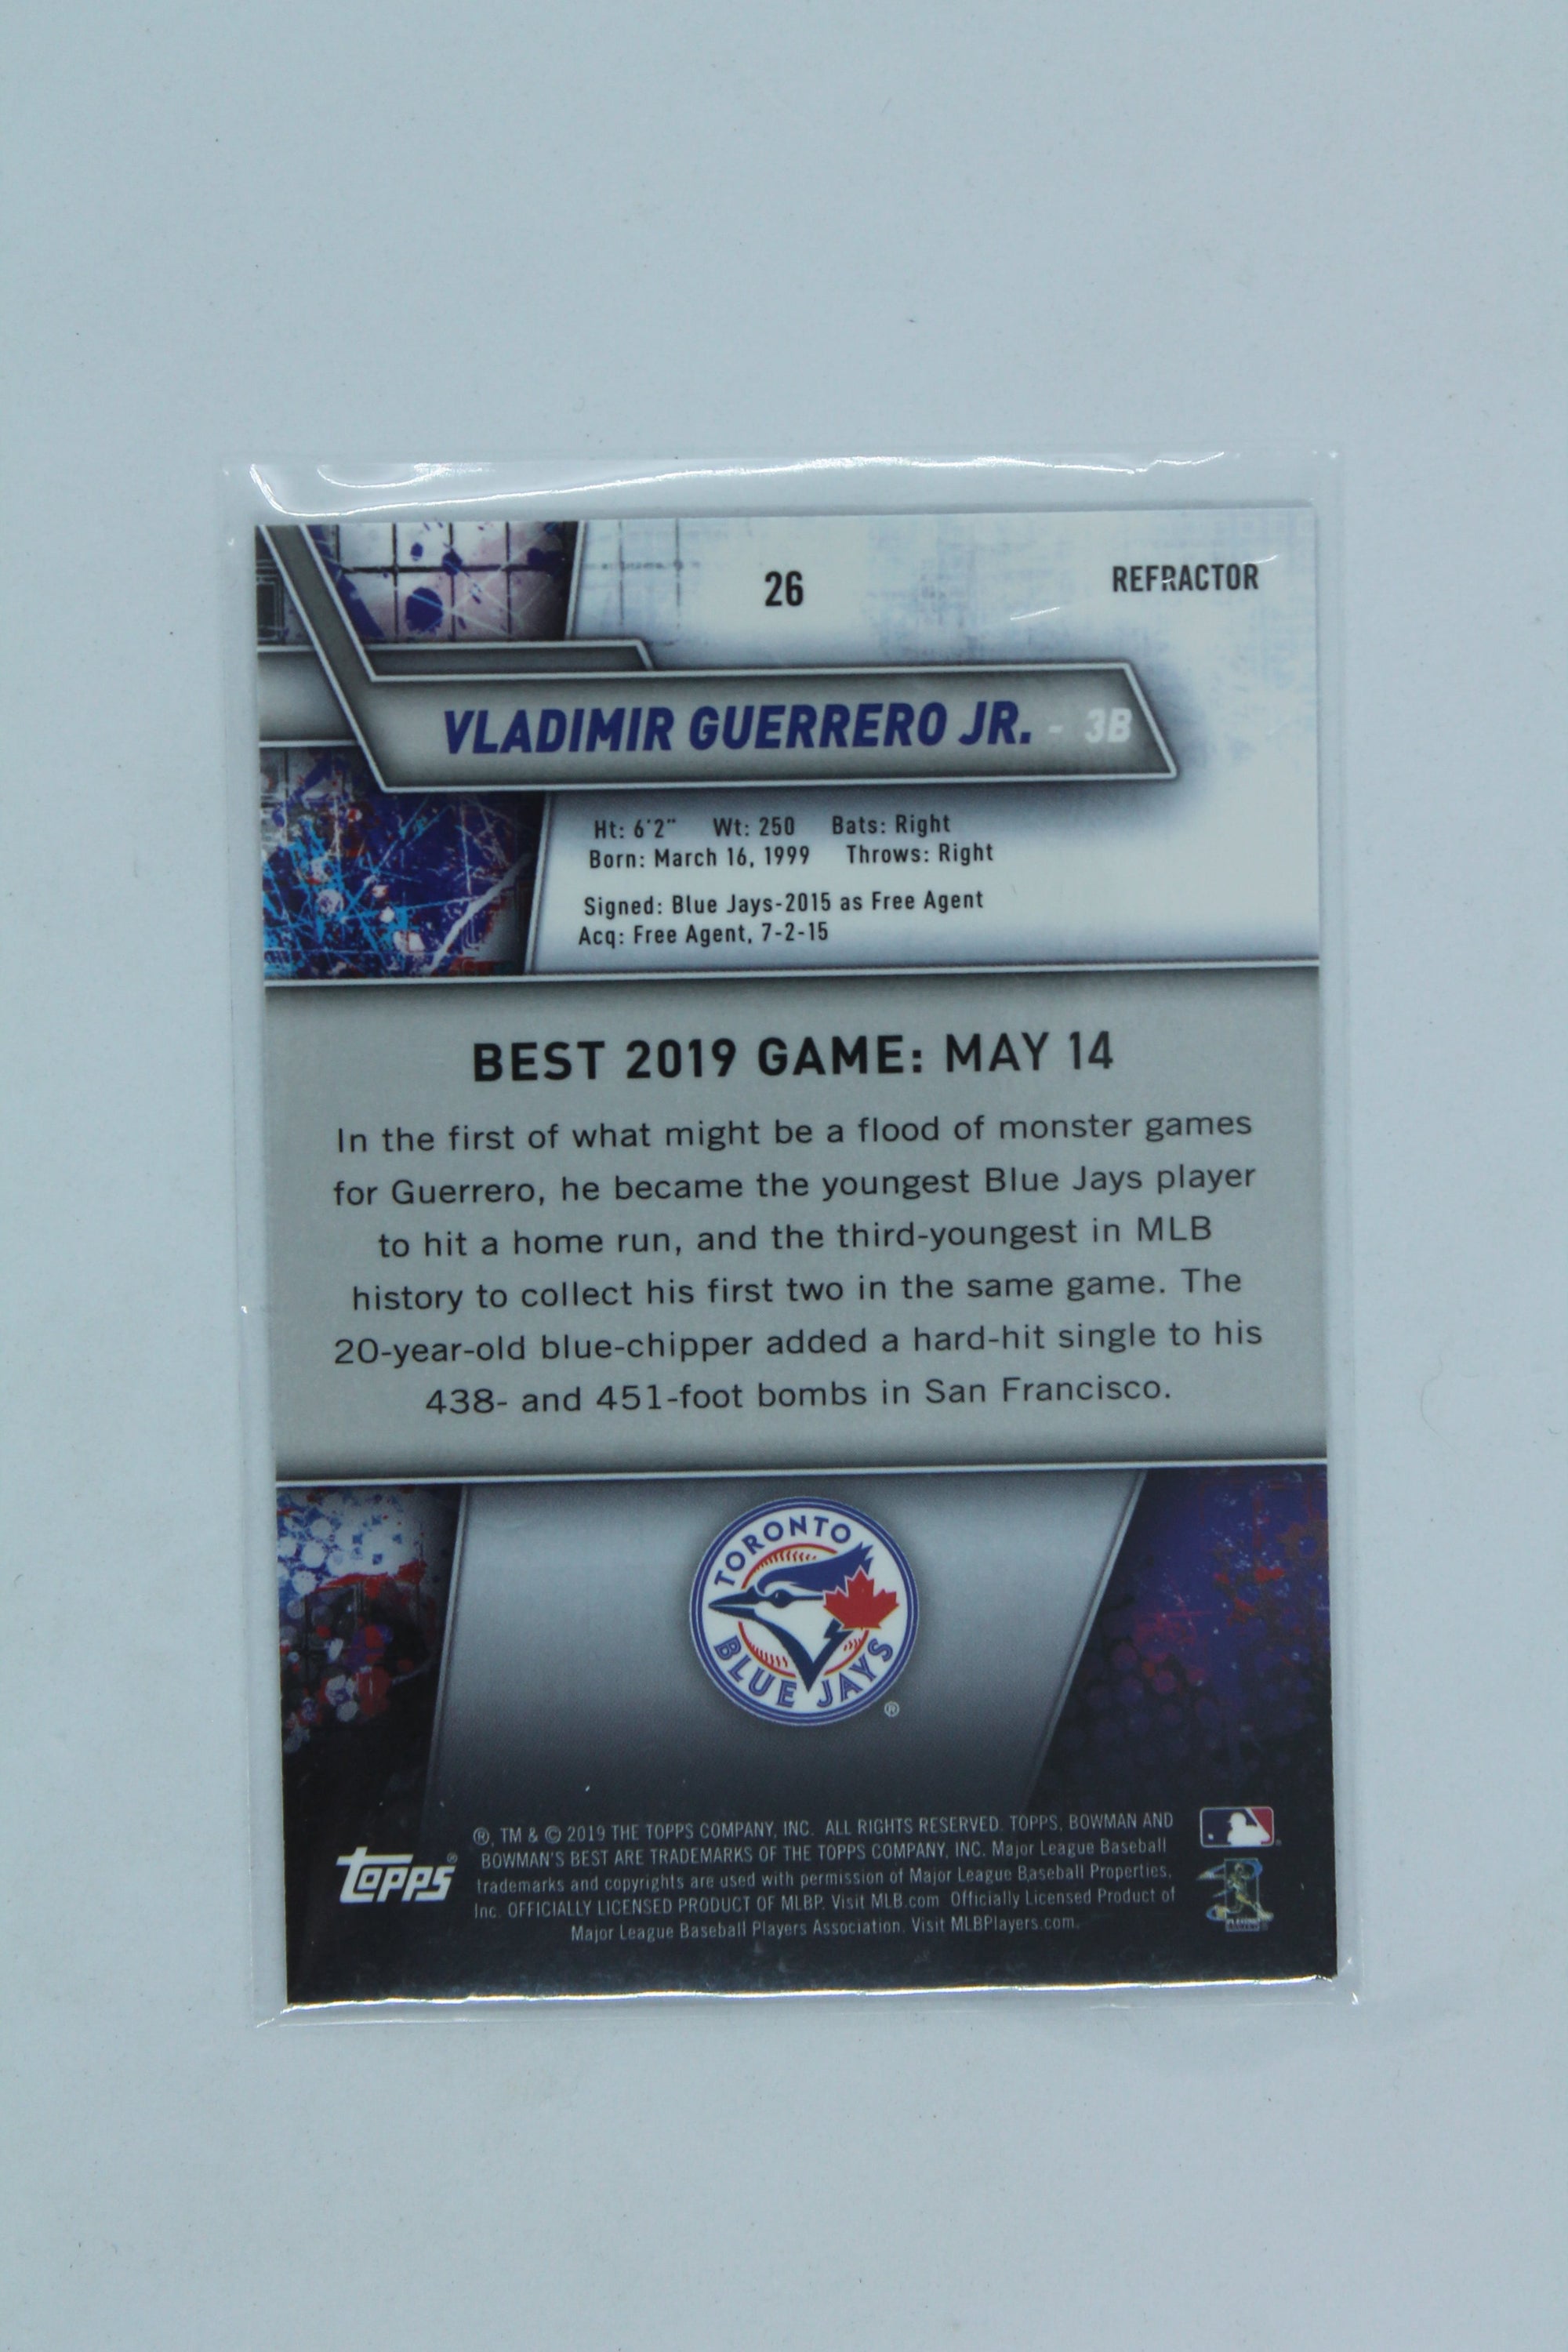 26
REFRACTOR
VLADIMIR GUERRERO JR. - 3B
Ht: 6'2" Wt: 250 Bats: Right
Born: March 16, 1999 Throws: Right
Signed: Blue Jays-2015 as Free Agent
Acq: Free Agent, 7-2-15
BEST 2019 GAME: MAY 14
In the first of what might be a flood of monster games
for Guerrero, he became the youngest Blue Jays player
to hit a home run, and the third-youngest in MLB
history to collect his first two in the same game. The
20-year-old blue-chipper added a hard-hit single to his
438- and 451-foot bombs in San Francisco.
TORONTO
BLUE JAYS
®
Topps®
®, TM & © 2019 THE TOPPS COMPANY, INC. ALL RIGHTS RESERVED. TOPPS, BOWMAN AND
BOWMAN'S BEST ARE TRADEMARKS OF THE TOPPS COMPANY, INC. Major League Baseball
trademarks and copyrights are used with permission of Major League Baseball Properties,
Inc. OFFICIALLY LICENSED PRODUCT OF MLBP. Visit MLB.com Officially Licensed Product of
Major League Baseball Players Association. Visit MLBPlayers.com.